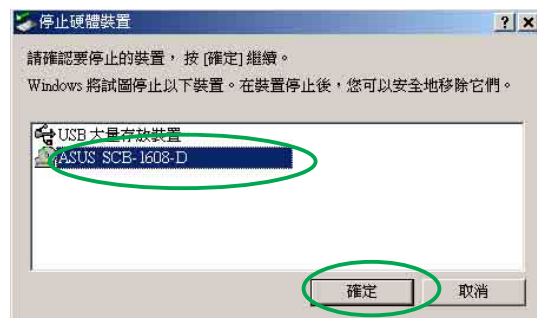 停止硬體裝置
請確認要停止的裝置，按 [確定] 繼續。
Windows 將試圖停止以下裝置。在裝置停止後，您可以安全地移除它們。
USB 大量存放裝置
ASUS SCB-1608-D
確定
取消